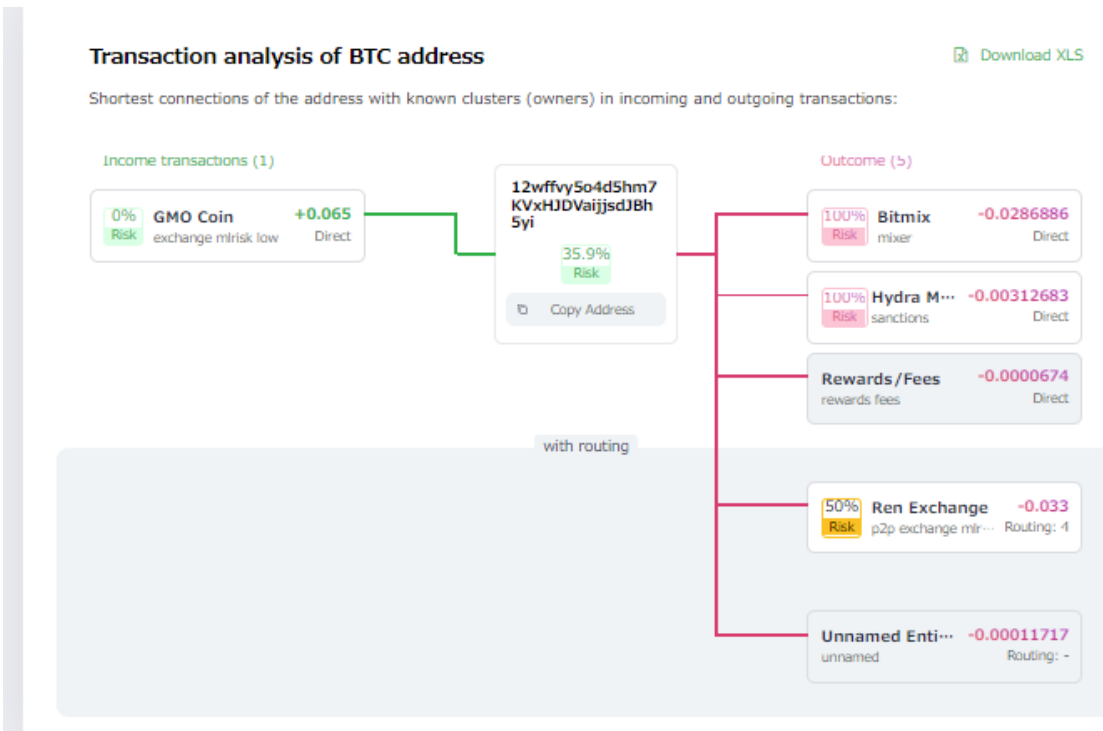 Transaction analysis of BTC address
Download XLS
Shortest connections of the address with known clusters (owners) in incoming and outgoing transactions:
Income transactions (1)
Outcome (5)
0% GMO Coin +0.065
Risk exchange mlrisk low Direct
12wffvy5o4d5hm7
KVxHJDVaijjsdJBh
5yi
35.9%
Risk
Copy Address
100% Bitmix -0.0286886
Risk mixer Direct
100% Hydra M··· -0.00312683
Risk sanctions Direct
Rewards/Fees -0.0000674
rewards fees Direct
with routing
50% Ren Exchange -0.033
Risk p2p exchange mlr··· Routing: 4
Unnamed Enti··· -0.00011717
unnamed Routing: -